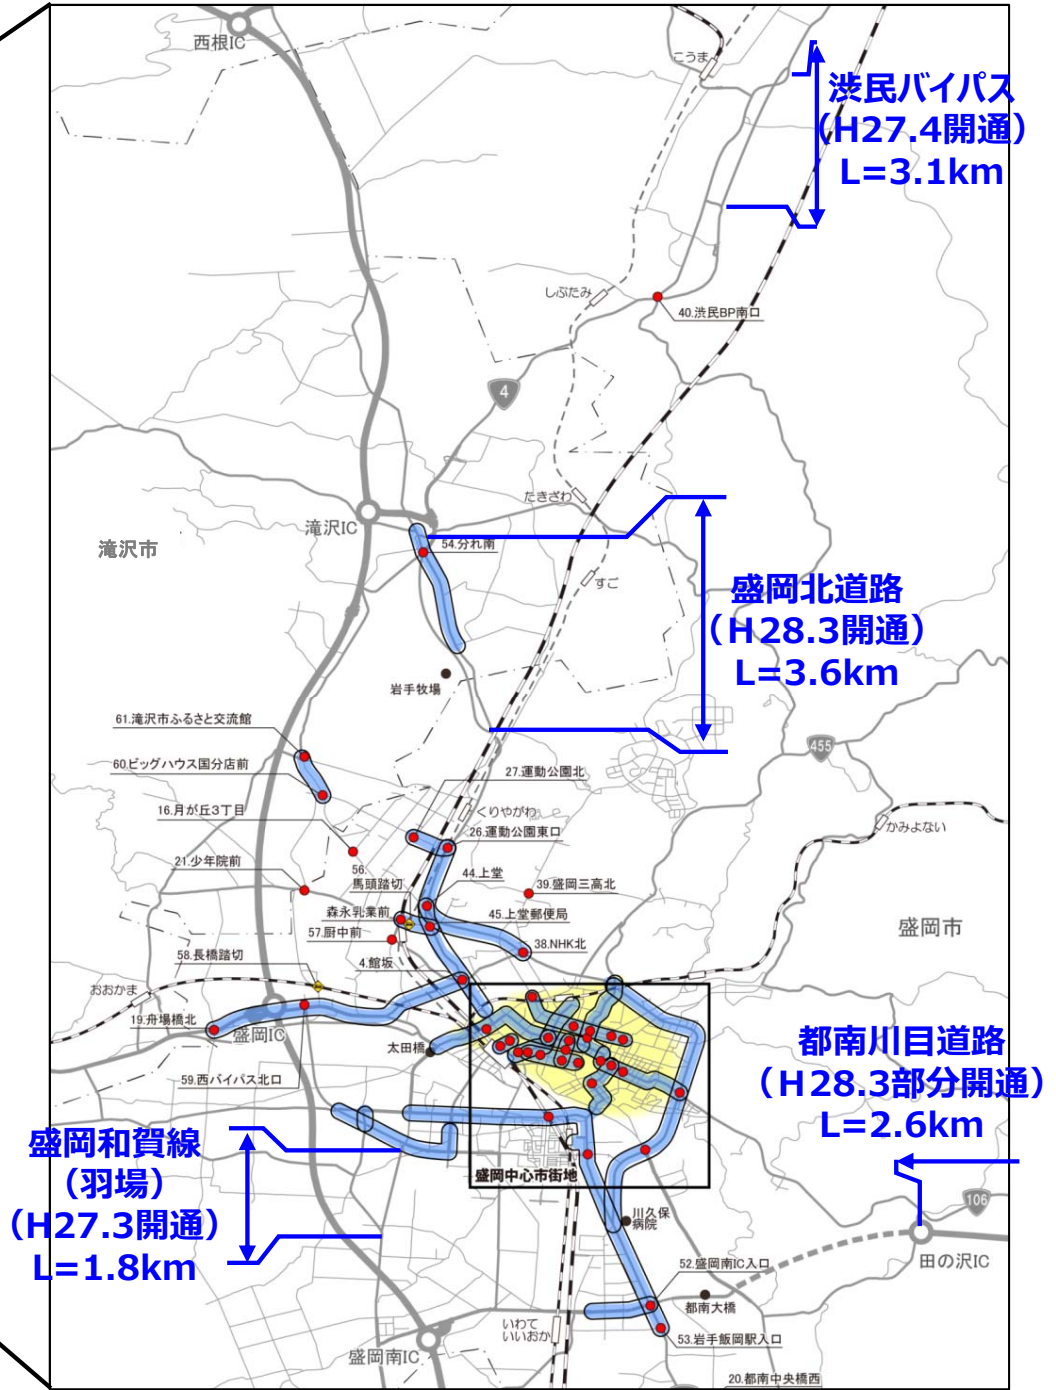 西根IC
こうま
渋民バイパス
（H27.4開通）
L=3.1km
しぶたみ
40.渋民BP南口
4
たきざわ
滝沢IC
54.分れ南
滝沢市
すご
盛岡北道路
（H28.3開通）
L=3.6km
岩手牧場
61.滝沢市ふるさと交流館
455
60.ビッグハウス国分店前
27.運動公園北
16.月が丘3丁目
くりやがわ
26.運動公園東口
かみよない
21.少年院前
56.
馬頭踏切
44.上堂
39.盛岡三高北
森永乳業前
45.上堂郵便局
57.厨中前
38.NHK北
盛岡市
58.長橋踏切
4.館坂
おおかま
19.舟場橋北
盛岡IC
太田橋
59.西バイパス北口
都南川目道路
（H28.3部分開通）
L=2.6km
盛岡和賀線
（羽場）
（H27.3開通）
L=1.8km
盛岡中心市街地
106
川久保
病院
田の沢IC
52.盛岡南IC入口
都南大橋
いわて
いいおか
53.岩手飯岡駅入口
盛岡南IC
20.都南中央橋西